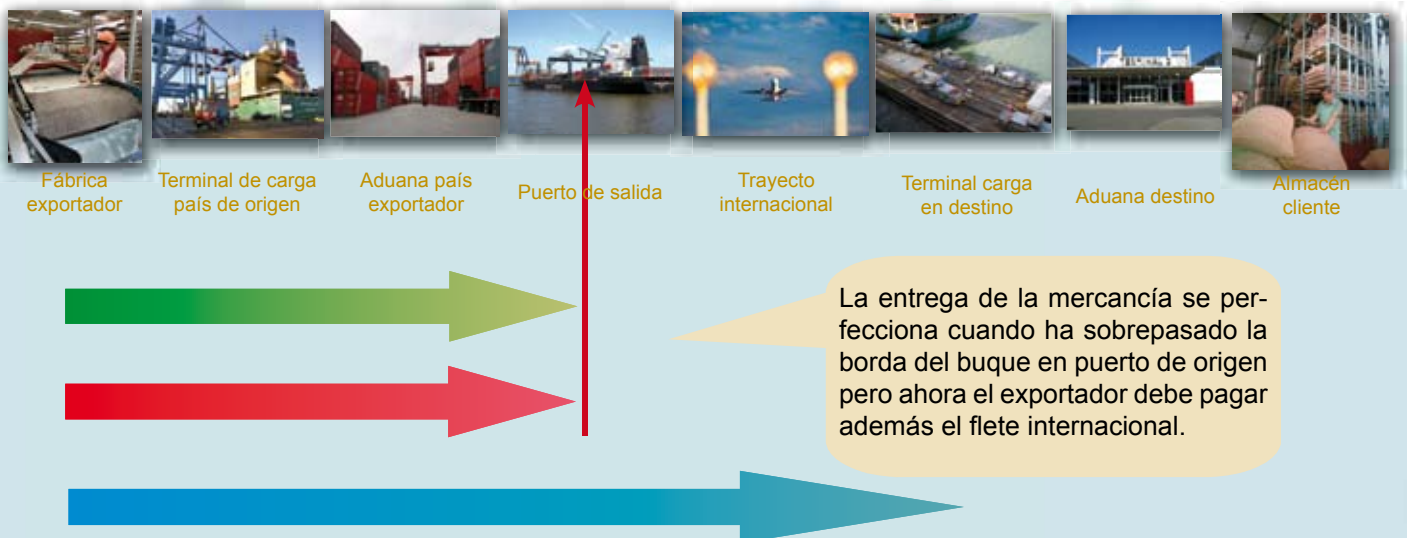 Fábrica
exportador
Terminal de carga
país de origen
Aduana país
exportador
Puerto de salida
Trayecto
internacional
Terminal carga
en destino
Aduana destino
Almacén
cliente
La entrega de la mercancía se per-
fecciona cuando ha sobrepasado la
borda del buque en puerto de origen
pero ahora el exportador debe pagar
además el flete internacional.